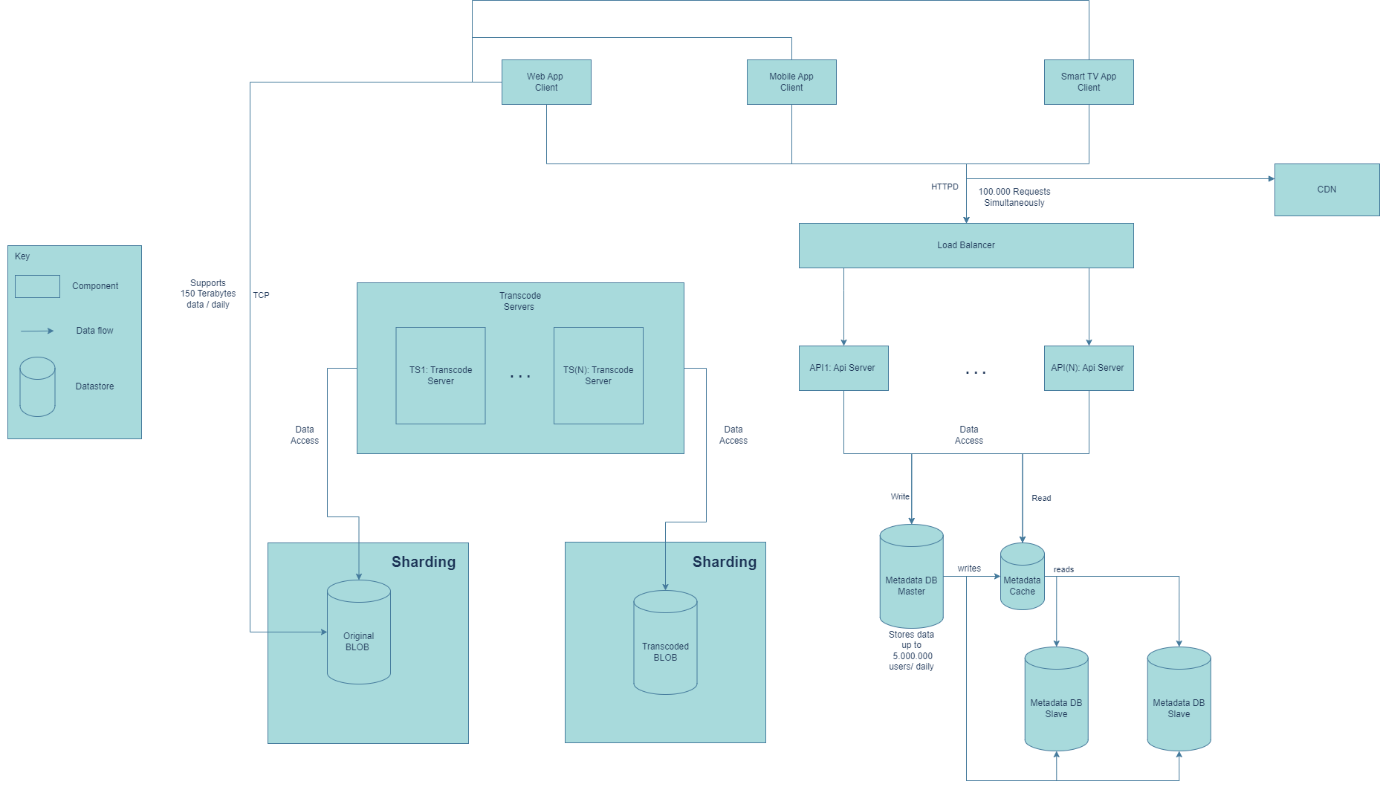 Web App
Client
Mobile App
Client
Smart TV App
Client
HTTPD
100.000 Requests
Simultaneously
CDN
Load Balancer
Key
Component
Data flow
Datastore
Supports
150 Terabytes
data / daily
TCP
Transcode
Servers
TS1: Transcode
Server
...
TS(N): Transcode
Server
API1: Api Server
...
API(N): Api Server
Data
Access
Data
Access
Data
Access
Write
Read
Sharding
Original
BLOB
Sharding
Transcoded
BLOB
Metadata DB
Master
writes
Metadata
Cache
reads
Stores data
up to
5.000.000
users/ daily
Metadata DB
Slave
Metadata DB
Slave